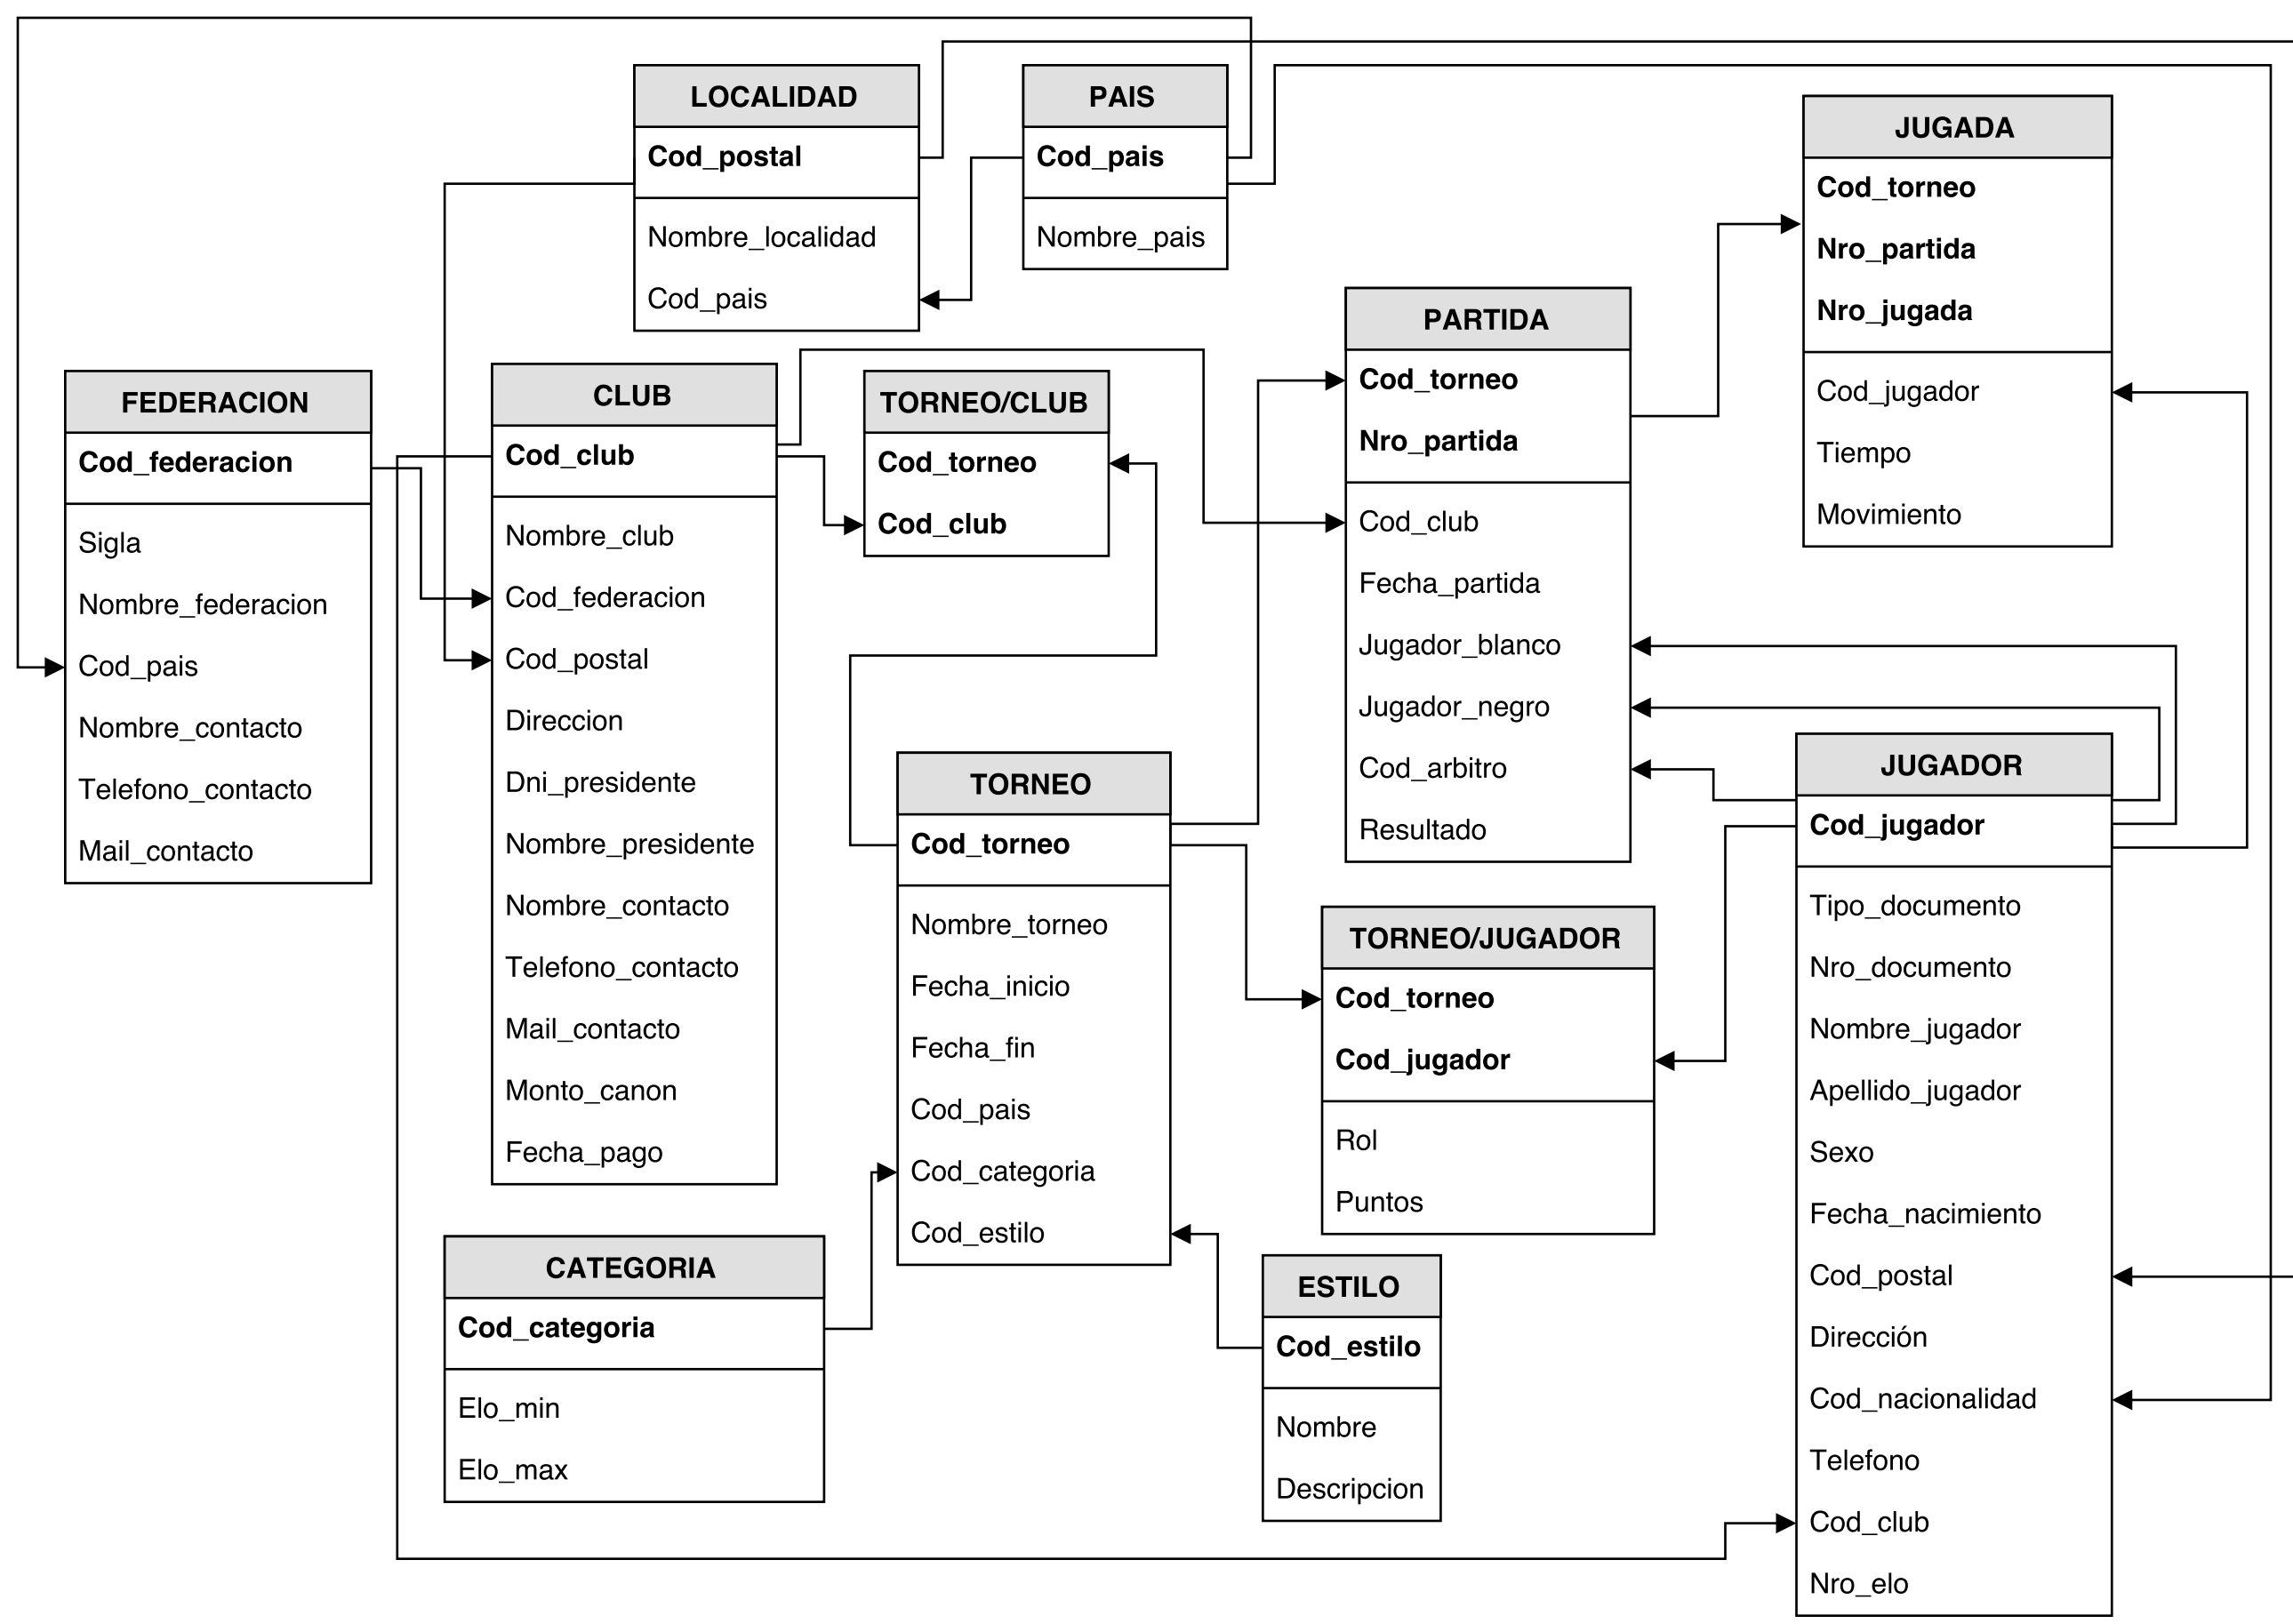 LOCALIDAD
Cod_postal
Nombre_localidad
Cod_pais
PAIS
Cod_pais
Nombre_pais
JUGADA
Cod_torneo
Nro_partida
Nro_jugada
Cod_jugador
Tiempo
Movimiento
FEDERACION
Cod_federacion
Sigla
Nombre_federacion
Cod_pais
Nombre_contacto
Telefono_contacto
Mail_contacto
CLUB
Cod_club
Nombre_club
Cod_federacion
Cod_postal
Direccion
Dni_presidente
Nombre_presidente
Nombre_contacto
Telefono_contacto
Mail_contacto
Monto_canon
Fecha_pago
TORNEO/CLUB
Cod_torneo
Cod_club
PARTIDA
Cod_torneo
Nro_partida
Cod_club
Fecha_partida
Jugador_blanco
Jugador_negro
Cod_arbitro
Resultado
TORNEO
Cod_torneo
Nombre_torneo
Fecha_inicio
Fecha_fin
Cod_pais
Cod_categoria
Cod_estilo
TORNEO/JUGADOR
Cod_torneo
Cod_jugador
Rol
Puntos
JUGADOR
Cod_jugador
Tipo_documento
Nro_documento
Nombre_jugador
Apellido_jugador
Sexo
Fecha_nacimiento
Cod_postal
Dirección
Cod_nacionalidad
Telefono
Cod_club
Nro_elo
CATEGORIA
Cod_categoria
Elo_min
Elo_max
ESTILO
Cod_estilo
Nombre
Descripcion